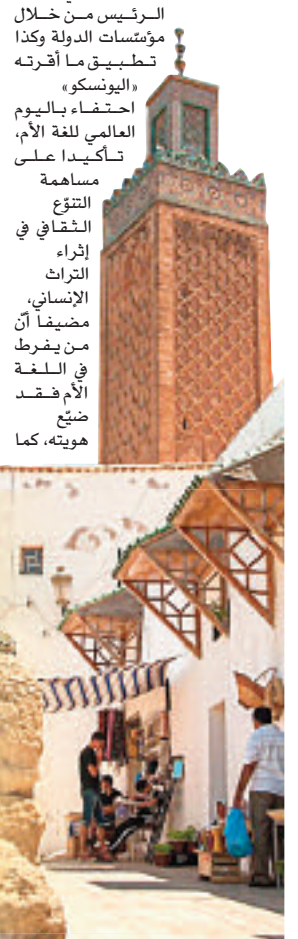 الرئيس من خلال
مؤسّسات الدولة وكذا
تطبيق ما أقرته
«اليونسكو»
احتفاء باليوم
العالمي للغة الأم،
تأكيدا على
مساهمة
التنوّع
الثقافي في
إثراء
التراث
الإنساني،
مضيفا أنّ
من يفرط
في اللغة
الأم فقد
ضيّع
هويته، كما